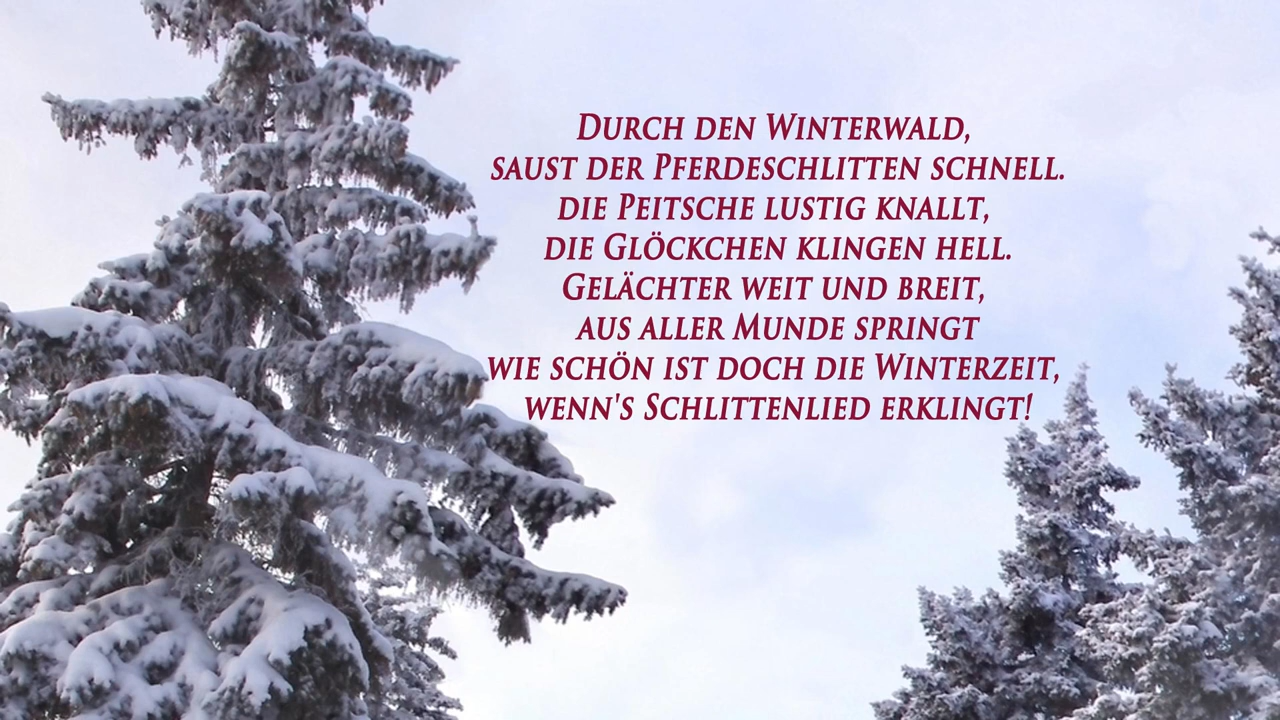 Durch den Winterwald,
saust der Pferdeschlitten schnell.
die Peitsche lustig knallt,
die Glöckchen klingen hell.
Gelächter weit und breit,
aus aller Munde springt
wie schön ist doch die Winterzeit,
wenn's Schlittenlied erklingt!